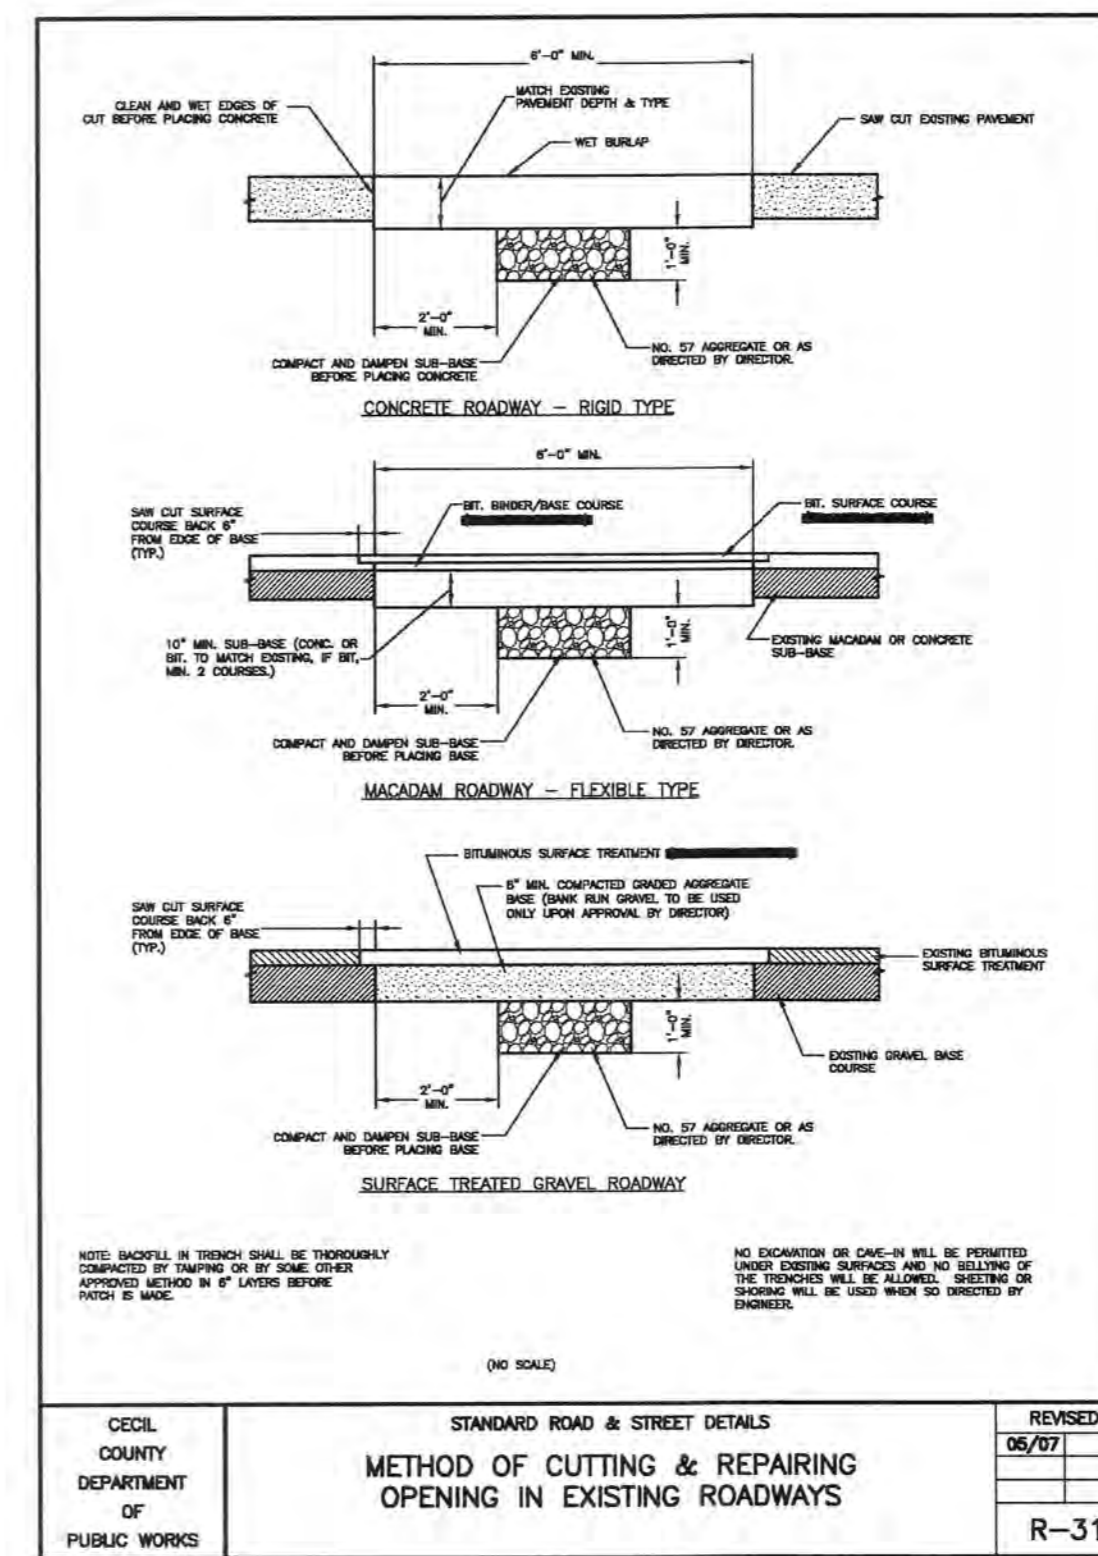 6'-0" MIN.
CLEAN AND WET EDGES OF
CUT BEFORE PLACING CONCRETE
MATCH EXISTING
PAVEMENT DEPTH & TYPE
WET BURLAP
SAW CUT EXISTING PAVEMENT
1'-0"
MIN.
2'-0"
MIN.
COMPACT AND DAMPEN SUB-BASE
BEFORE PLACING CONCRETE
NO. 57 AGGREGATE OR AS
DIRECTED BY DIRECTOR.
CONCRETE ROADWAY - RIGID TYPE
6'-0" MIN.
SAW CUT SURFACE
COURSE BACK 6"
FROM EDGE OF BASE
(TYP.)
BIT. BINDER/BASE COURSE
BIT. SURFACE COURSE
10" MIN. SUB-BASE (CONC. OR
BIT. TO MATCH EXISTING, IF BIT,
MIN. 2 COURSES.)
1'-0"
MIN.
EXISTING MACADAM OR CONCRETE
SUB-BASE
2'-0"
MIN.
COMPACT AND DAMPEN SUB-BASE
BEFORE PLACING BASE
NO. 57 AGGREGATE OR AS
DIRECTED BY DIRECTOR.
MACADAM ROADWAY - FLEXIBLE TYPE
BITUMINOUS SURFACE TREATMENT
6" MIN. COMPACTED GRADED AGGREGATE
BASE (BANK RUN GRAVEL TO BE USED
ONLY UPON APPROVAL BY DIRECTOR)
SAW CUT SURFACE
COURSE BACK 6"
FROM EDGE OF BASE
(TYP.)
EXISTING BITUMINOUS
SURFACE TREATMENT
1'-0"
MIN.
EXISTING GRAVEL BASE
COURSE
2'-0"
MIN.
COMPACT AND DAMPEN SUB-BASE
BEFORE PLACING BASE
NO. 57 AGGREGATE OR AS
DIRECTED BY DIRECTOR.
SURFACE TREATED GRAVEL ROADWAY
NOTE: BACKFILL IN TRENCH SHALL BE THOROUGHLY
COMPACTED BY TAMPING OR BY SOME OTHER
APPROVED METHOD IN 6" LAYERS BEFORE
PATCH IS MADE.
NO EXCAVATION OR CAVE-IN WILL BE PERMITTED
UNDER EXISTING SURFACES AND NO BELLYING OF
THE TRENCHES WILL BE ALLOWED. SHEETING OR
SHORING WILL BE USED WHEN SO DIRECTED BY
ENGINEER.
(NO SCALE)
CECIL
COUNTY
DEPARTMENT
OF
PUBLIC WORKS
STANDARD ROAD & STREET DETAILS
METHOD OF CUTTING & REPAIRING
OPENING IN EXISTING ROADWAYS
REVISED
05/07
R-31